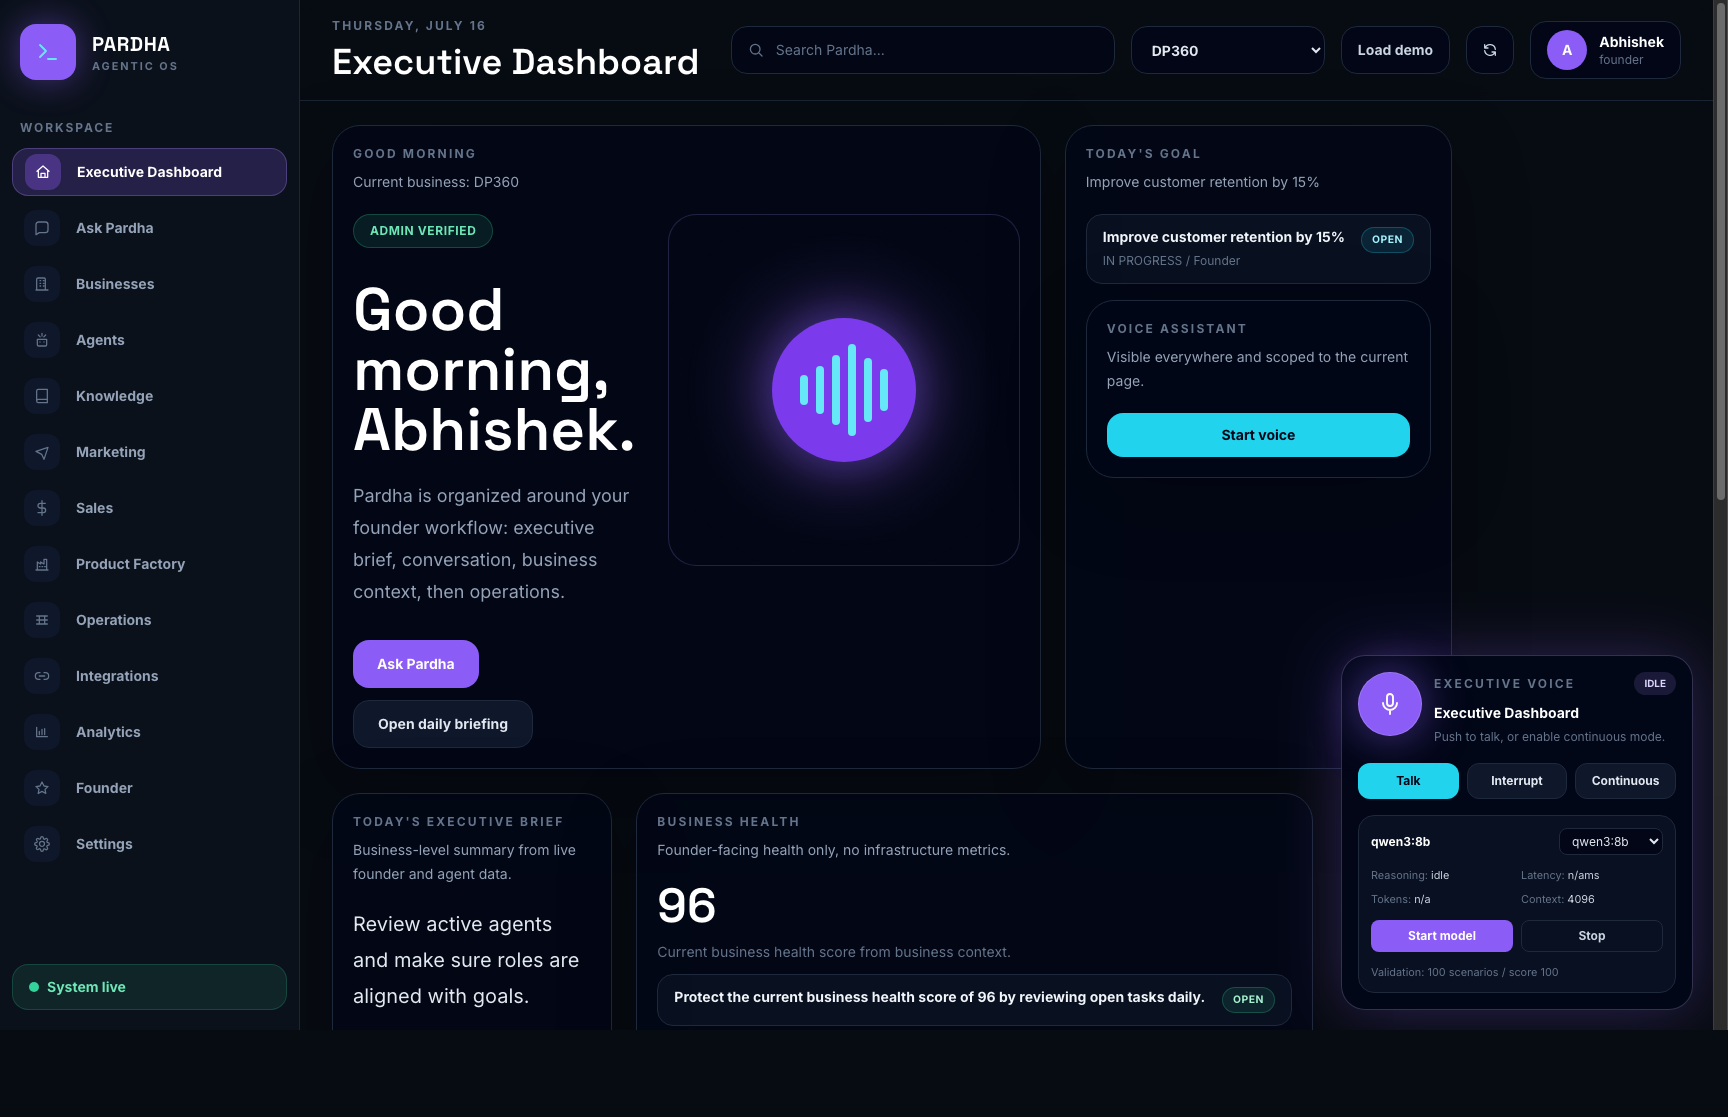 PARDHA
AGENTIC OS
WORKSPACE
Executive Dashboard
Ask Pardha
Businesses
Agents
Knowledge
Marketing
Sales
Product Factory
Operations
Integrations
Analytics
Founder
Settings
System live
THURSDAY, JULY 16
Executive Dashboard
Search Pardha...
DP360
Load demo
A
Abhishek
founder
GOOD MORNING
Current business: DP360
ADMIN VERIFIED
Good
morning,
Abhishek.
Pardha is organized around your
founder workflow: executive
brief, conversation, business
context, then operations.
Ask Pardha
Open daily briefing
TODAY'S GOAL
Improve customer retention by 15%
Improve customer retention by 15%
OPEN
IN PROGRESS / Founder
VOICE ASSISTANT
Visible everywhere and scoped to the current
page.
Start voice
TODAY'S EXECUTIVE BRIEF
Business-level summary from live
founder and agent data.
Review active agents
and make sure roles are
aligned with goals.
BUSINESS HEALTH
Founder-facing health only, no infrastructure metrics.
96
Current business health score from business context.
Protect the current business health score of 96 by reviewing open tasks daily.
OPEN
EXECUTIVE VOICE
IDLE
Executive Dashboard
Push to talk, or enable continuous mode.
Talk
Interrupt
Continuous
qwen3:8b
qwen3:8b
Reasoning: idle
Latency: n/ams
Tokens: n/a
Context: 4096
Start model
Stop
Validation: 100 scenarios / score 100